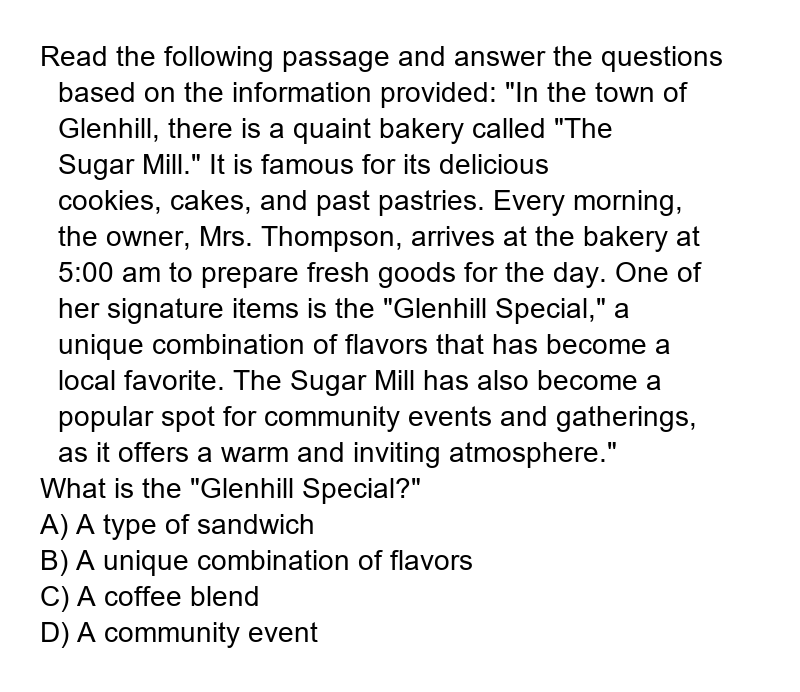 Read the following passage and answer the questions
based on the information provided: "In the town of
Glenhill, there is a quaint bakery called "The
Sugar Mill." It is famous for its delicious
cookies, cakes, and past pastries. Every morning,
the owner, Mrs. Thompson, arrives at the bakery at
5:00 am to prepare fresh goods for the day. One of
her signature items is the "Glenhill Special," a
unique combination of flavors that has become a
local favorite. The Sugar Mill has also become a
popular spot for community events and gatherings,
as it offers a warm and inviting atmosphere."
What is the "Glenhill Special?"
A) A type of sandwich
B) A unique combination of flavors
C) A coffee blend
D) A community event